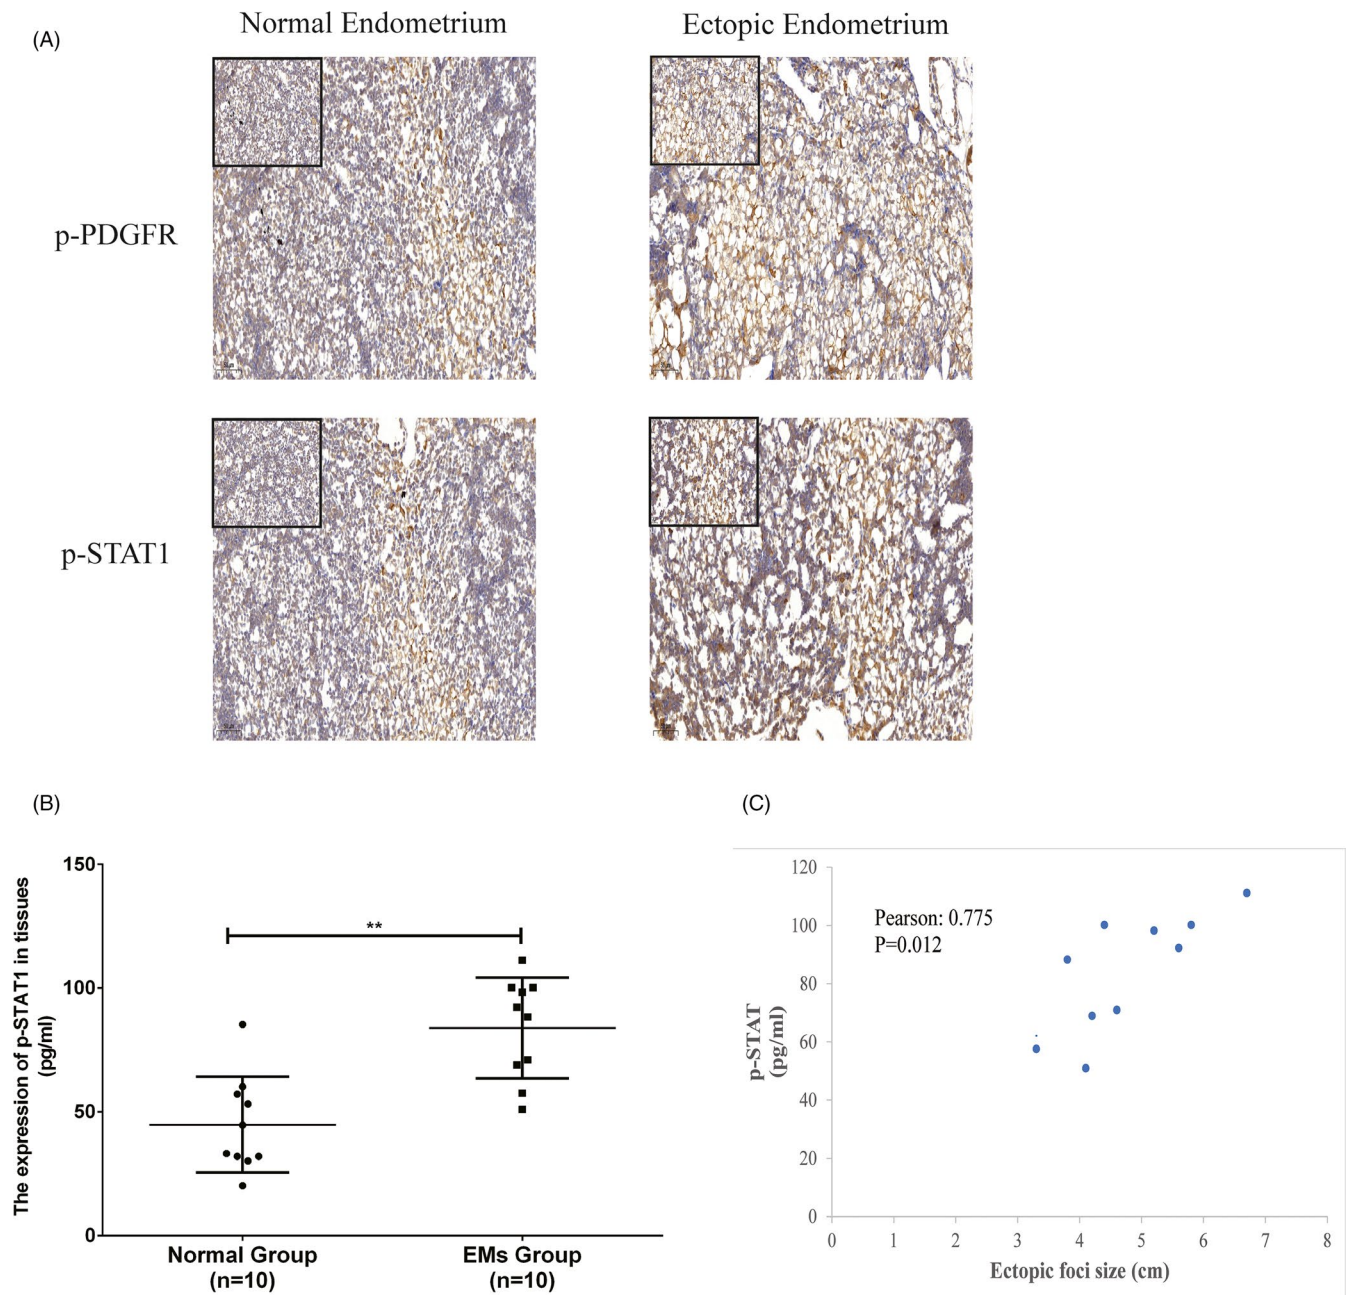 (A)
Normal Endometrium
Ectopic Endometrium
p-PDGFR
p-STAT1
(B)
The expression of p-STAT1 in tissues
(pg/ml)
150
100
50
0
**
Normal Group
(n=10)
EMs Group
(n=10)
(C)
p-STAT
(pg/ml)
120
100
80
60
40
20
0
Pearson: 0.775
P=0.012
0 1 2 3 4 5 6 7 8
Ectopic foci size (cm)